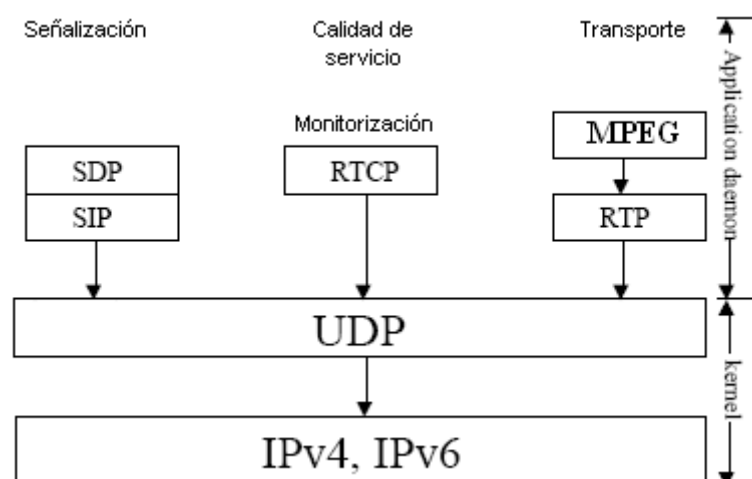 Señalización
Calidad de
servicio
Transporte
Monitorización
MPEG
SDP
RTCP
SIP
RTP
Application daemon
UDP
kernel
IPv4, IPv6